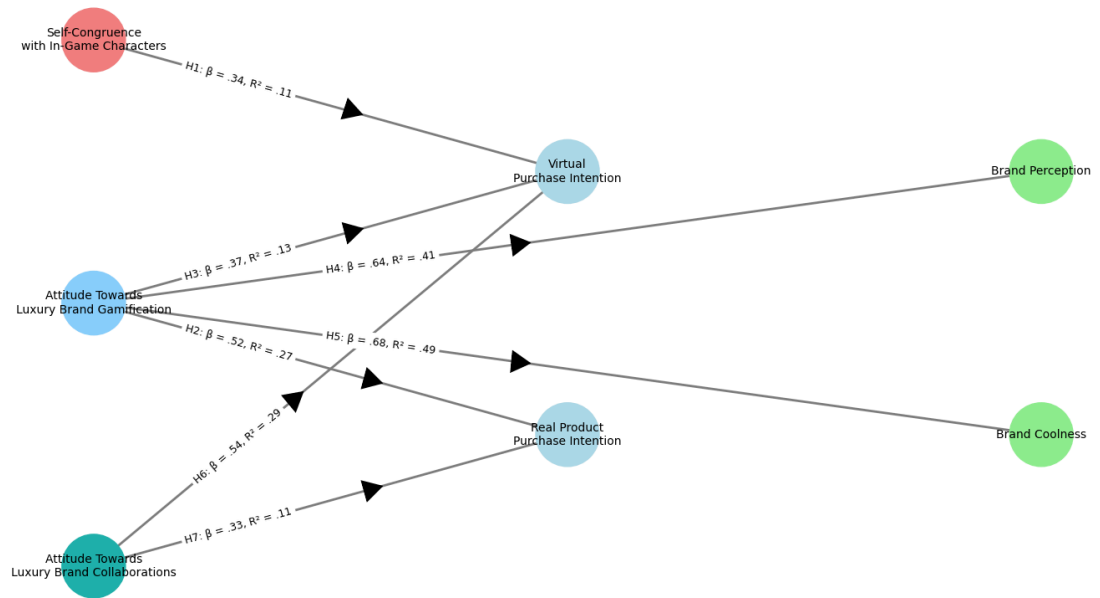 Self-Congruence
with In-Game Characters
H1: β = .34, R² = .11
Virtual
Purchase Intention
Brand Perception
H3: β = .37, R² = .13
H4: β = .64, R² = .41
Attitude Towards
Luxury Brand Gamification
H2: β = .52, R² = .27
H5: β = .68, R² = .49
Real Product
Purchase Intention
Brand Coolness
H6: β = .54, R² = .29
H7: β = .33, R² = .11
Attitude Towards
Luxury Brand Collaborations